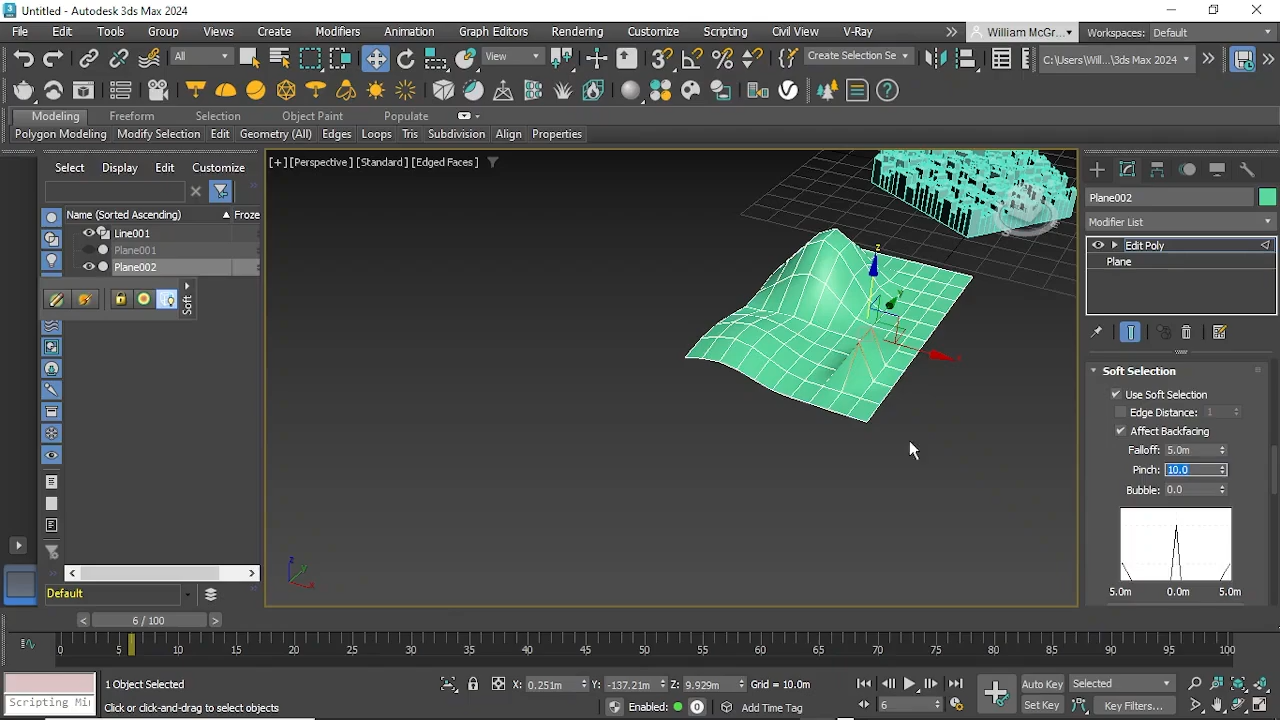 Untitled - Autodesk 3ds Max 2024
File Edit Tools Group Views Create Modifiers Animation Graph Editors Rendering Customize Scripting Civil View V-Ray William McGr... Workspaces: Default
All View Create Selection Se C:\Users\Will...\3ds Max 2024
Modeling Freeform Selection Object Paint Populate
Polygon Modeling Modify Selection Edit Geometry (All) Edges Loops Tris Subdivision Align Properties
Select Display Edit Customize
[+] [Perspective ] [Standard ] [Edged Faces ]
Name (Sorted Ascending) Froze
Line001
Plane001
Plane002
Soft
z
x
z
y
x
Default
Plane002
Modifier List
Edit Poly
Plane
Soft Selection
Use Soft Selection
Edge Distance: 1
Affect Backfacing
Falloff: 5.0m
Pinch: 10.0
Bubble: 0.0
5.0m 0.0m 5.0m
< 6 / 100 >
0 5 10 15 20 25 30 35 40 45 50 55 60 65 70 75 80 85 90 95 100
1 Object Selected
X: 0.251m Y: -137.21m Z: 9.929m Grid = 10.0m
Auto Key Selected
Scripting Mi
Click or click-and-drag to select objects
Enabled: 0 Add Time Tag
6
Set Key Key Filters...